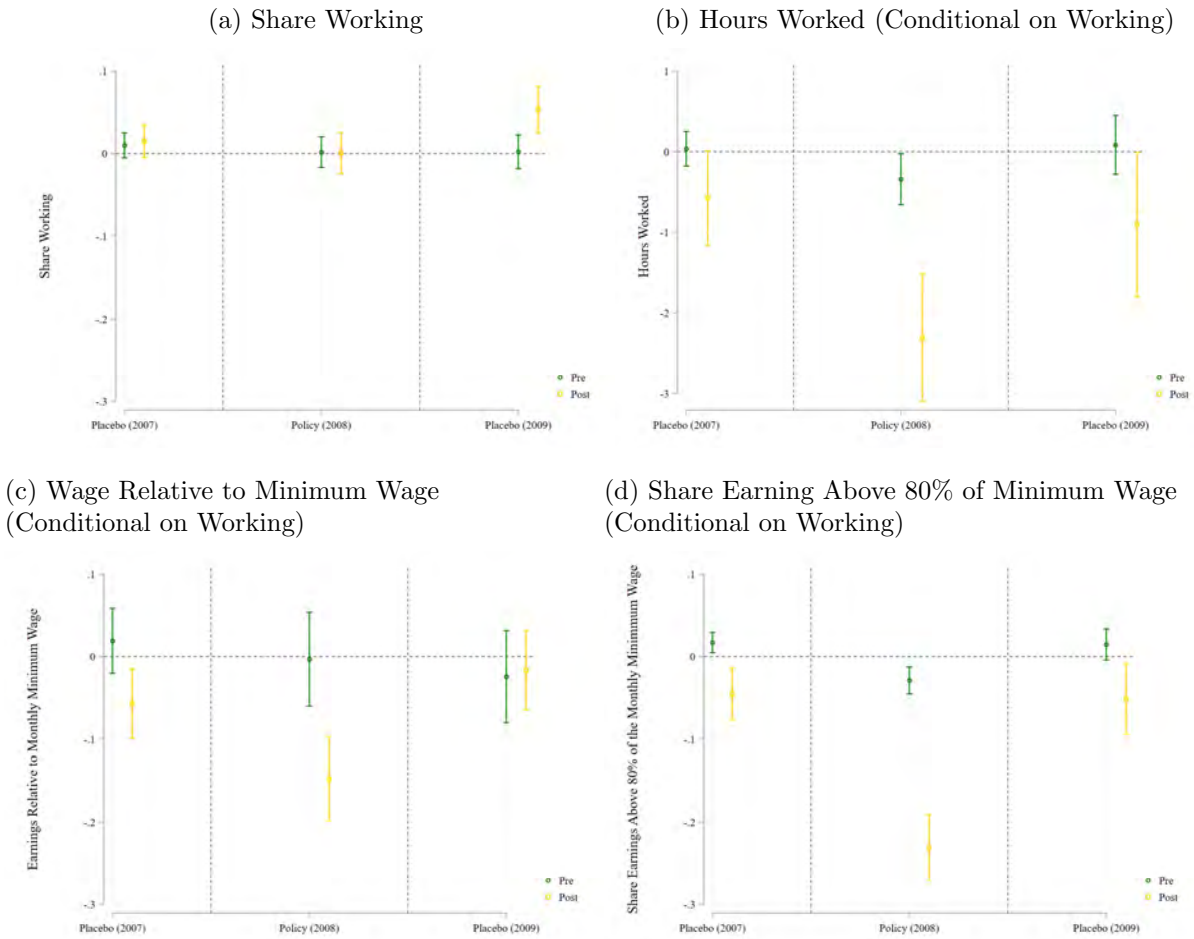 (a) Share Working
(b) Hours Worked (Conditional on Working)
.1
0
-.1
-.2
-.3
Share Working
Placebo (2007)
Policy (2008)
Placebo (2009)
Pre
Post
1
0
-1
-2
-3
Hours Worked
Placebo (2007)
Policy (2008)
Placebo (2009)
Pre
Post
(c) Wage Relative to Minimum Wage
(Conditional on Working)
(d) Share Earning Above 80% of Minimum Wage
(Conditional on Working)
.1
0
-.1
-.2
-.3
Earnings Relative to Monthly Minimum Wage
Placebo (2007)
Policy (2008)
Placebo (2009)
Pre
Post
.1
0
-.1
-.2
-.3
Share Earnings Above 80% of the Monthly Minimmum Wage
Placebo (2007)
Policy (2008)
Placebo (2009)
Pre
Post